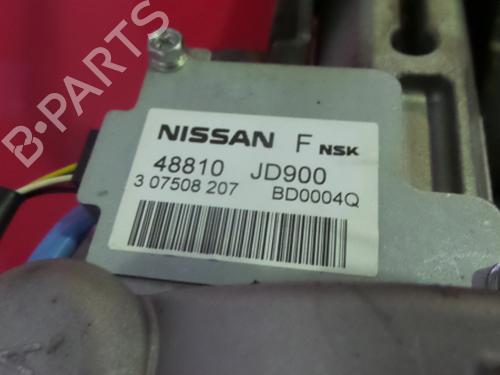 B-PARTS
NISSAN F NSK
48810 JD900
3 07508 207 BD0004Q